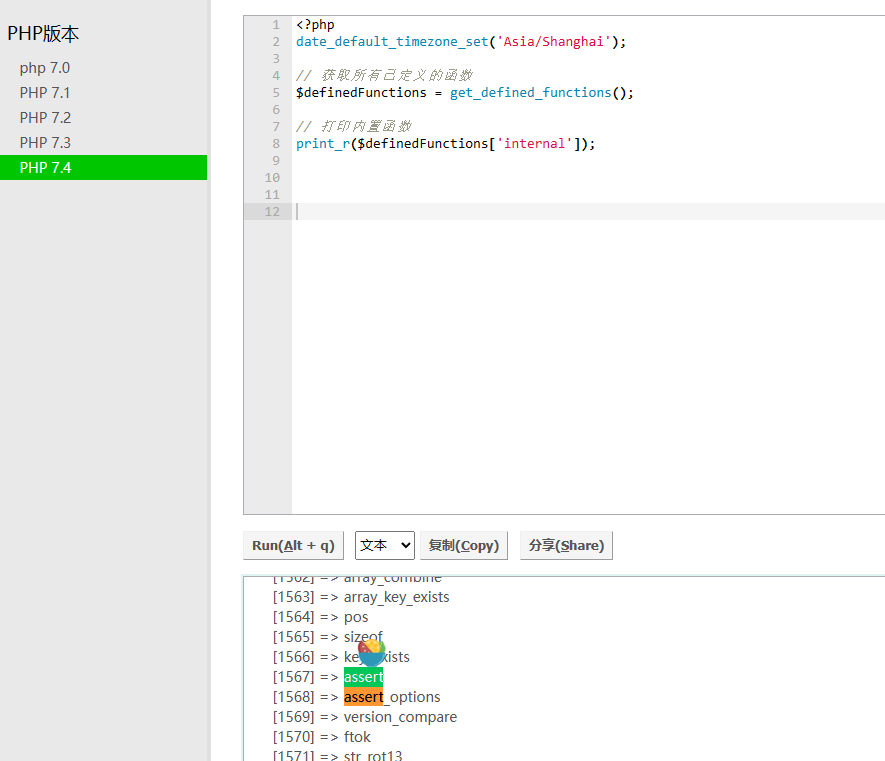 PHP版本
php 7.0
PHP 7.1
PHP 7.2
PHP 7.3
PHP 7.4
1 <?php
2 date_default_timezone_set('Asia/Shanghai');
3
4 // 获取所有已定义的函数
5 $definedFunctions = get_defined_functions();
6
7 // 打印内置函数
8 print_r($definedFunctions['internal']);
9
10
11
12
Run(Alt + q) 文本 复制(Copy) 分享(Share)
[1562] => array_combine
[1563] => array_key_exists
[1564] => pos
[1565] => sizeof
[1566] => key_exists
[1567] => assert
[1568] => assert_options
[1569] => version_compare
[1570] => ftok
[1571] => str_rot13